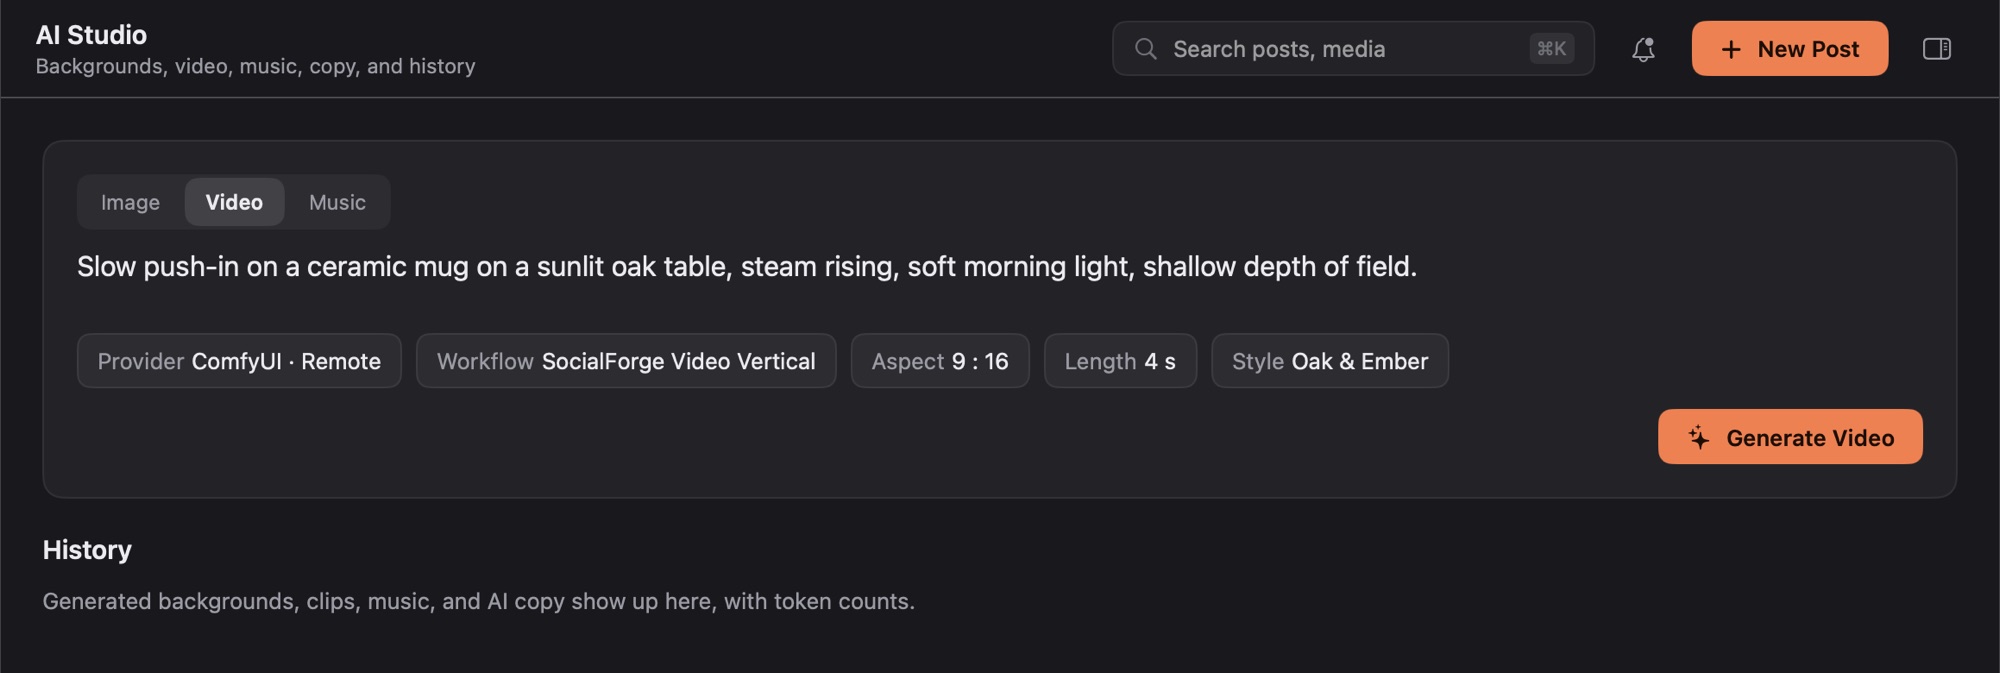 AI Studio
Backgrounds, video, music, copy, and history
Search posts, media ⌘K
New Post
Image Video Music
Slow push-in on a ceramic mug on a sunlit oak table, steam rising, soft morning light, shallow depth of field.
Provider ComfyUI · Remote Workflow SocialForge Video Vertical Aspect 9 : 16 Length 4 s Style Oak & Ember
Generate Video
History
Generated backgrounds, clips, music, and AI copy show up here, with token counts.